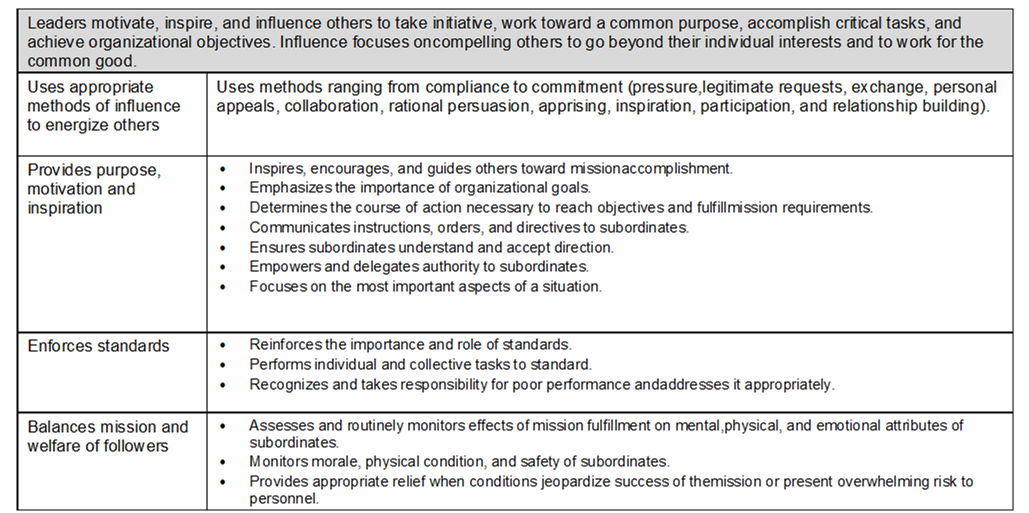 Leaders motivate, inspire, and influence others to take initiative, work toward a common purpose, accomplish critical tasks, and
achieve organizational objectives. Influence focuses oncompelling others to go beyond their individual interests and to work for the
common good.
Uses appropriate
methods of influence
to energize others
Uses methods ranging from compliance to commitment (pressure,legitimate requests, exchange, personal
appeals, collaboration, rational persuasion, apprising, inspiration, participation, and relationship building).
Provides purpose,
motivation and
inspiration
• Inspires, encourages, and guides others toward missionaccomplishment.
• Emphasizes the importance of organizational goals.
• Determines the course of action necessary to reach objectives and fulfillmission requirements.
• Communicates instructions, orders, and directives to subordinates.
• Ensures subordinates understand and accept direction.
• Empowers and delegates authority to subordinates.
• Focuses on the most important aspects of a situation.
Enforces standards
• Reinforces the importance and role of standards.
• Performs individual and collective tasks to standard.
• Recognizes and takes responsibility for poor performance andaddresses it appropriately.
Balances mission and
welfare of followers
• Assesses and routinely monitors effects of mission fulfillment on mental,physical, and emotional attributes of
subordinates.
• Monitors morale, physical condition, and safety of subordinates.
• Provides appropriate relief when conditions jeopardize success of themission or present overwhelming risk to
personnel.